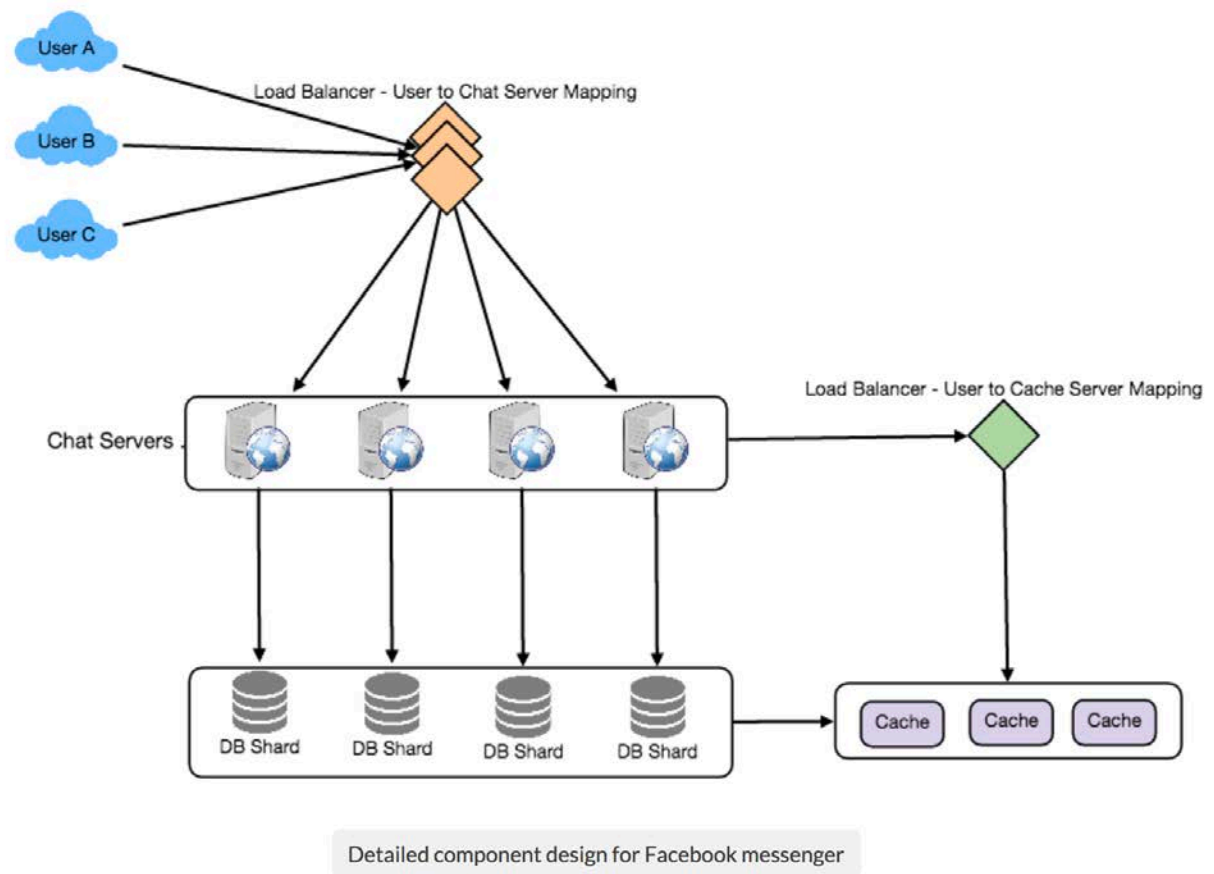 User A
Load Balancer - User to Chat Server Mapping
User B
User C
Load Balancer - User to Cache Server Mapping
Chat Servers
DB Shard
DB Shard
DB Shard
DB Shard
Cache
Cache
Cache
Detailed component design for Facebook messenger